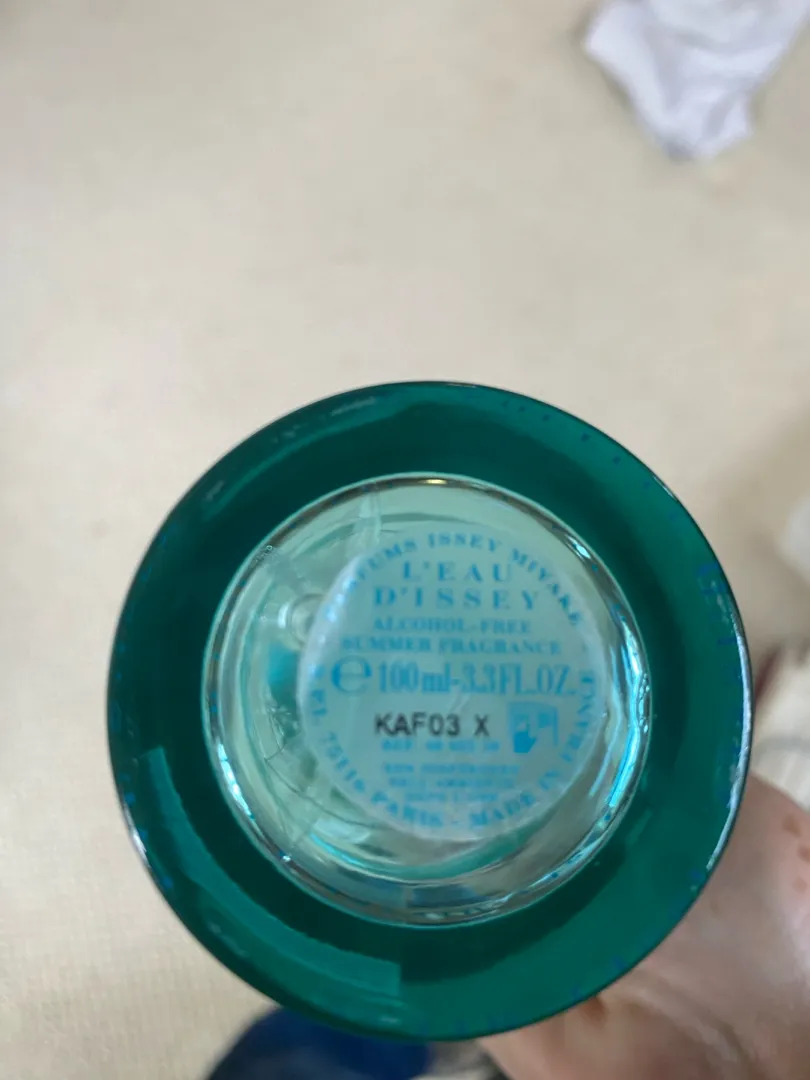 PARFUMS ISSEY MIYAKE
L'EAU
D'ISSEY
ALCOHOL-FREE
SUMMER FRAGRANCE
e 100ml-3.3FL.OZ.
KAF03 X
75116 PARIS - MADE IN FRANCE